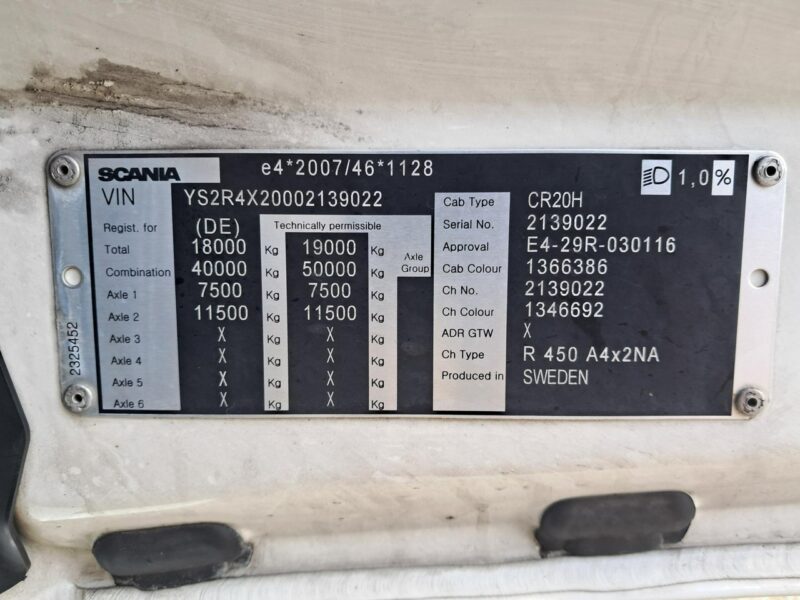 SCANIA e4*2007/46*1128 1,0%
VIN YS2R4X20002139022
Regist. for (DE) Technically permissible
Total 18000 Kg 19000 Kg Axle Group
Combination 40000 Kg 50000 Kg
Axle 1 7500 Kg 7500 Kg
Axle 2 11500 Kg 11500 Kg
Axle 3 X Kg X Kg
Axle 4 X Kg X Kg
Axle 5 X Kg X Kg
Axle 6 X Kg X Kg
Cab Type CR20H
Serial No. 2139022
Approval E4-29R-030116
Cab Colour 1366386
Ch No. 2139022
Ch Colour 1346692
ADR GTW X
Ch Type R 450 A4x2NA
Produced in SWEDEN
2325452